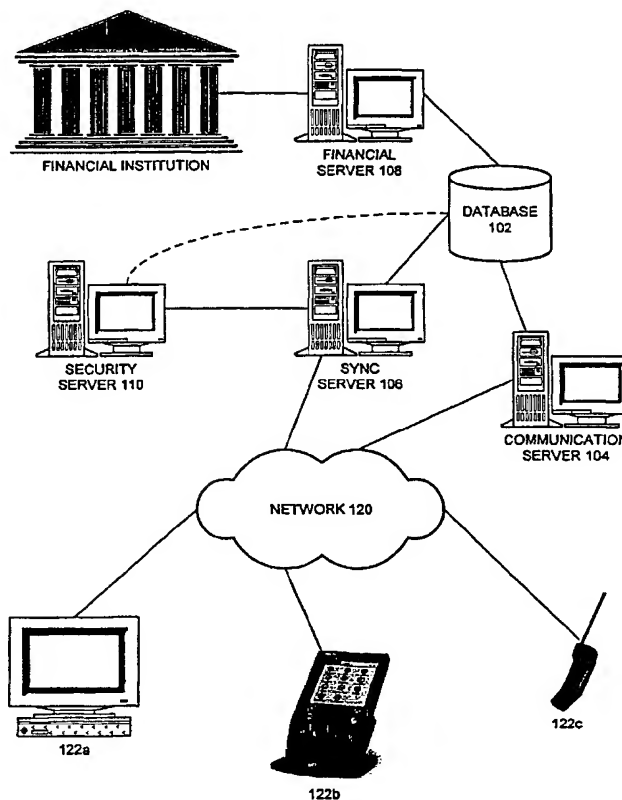 FINANCIAL INSTITUTION
FINANCIAL
SERVER 108
DATABASE
102
SECURITY
SERVER 110
SYNC
SERVER 106
COMMUNICATION
SERVER 104
NETWORK 120
122a
122b
122c